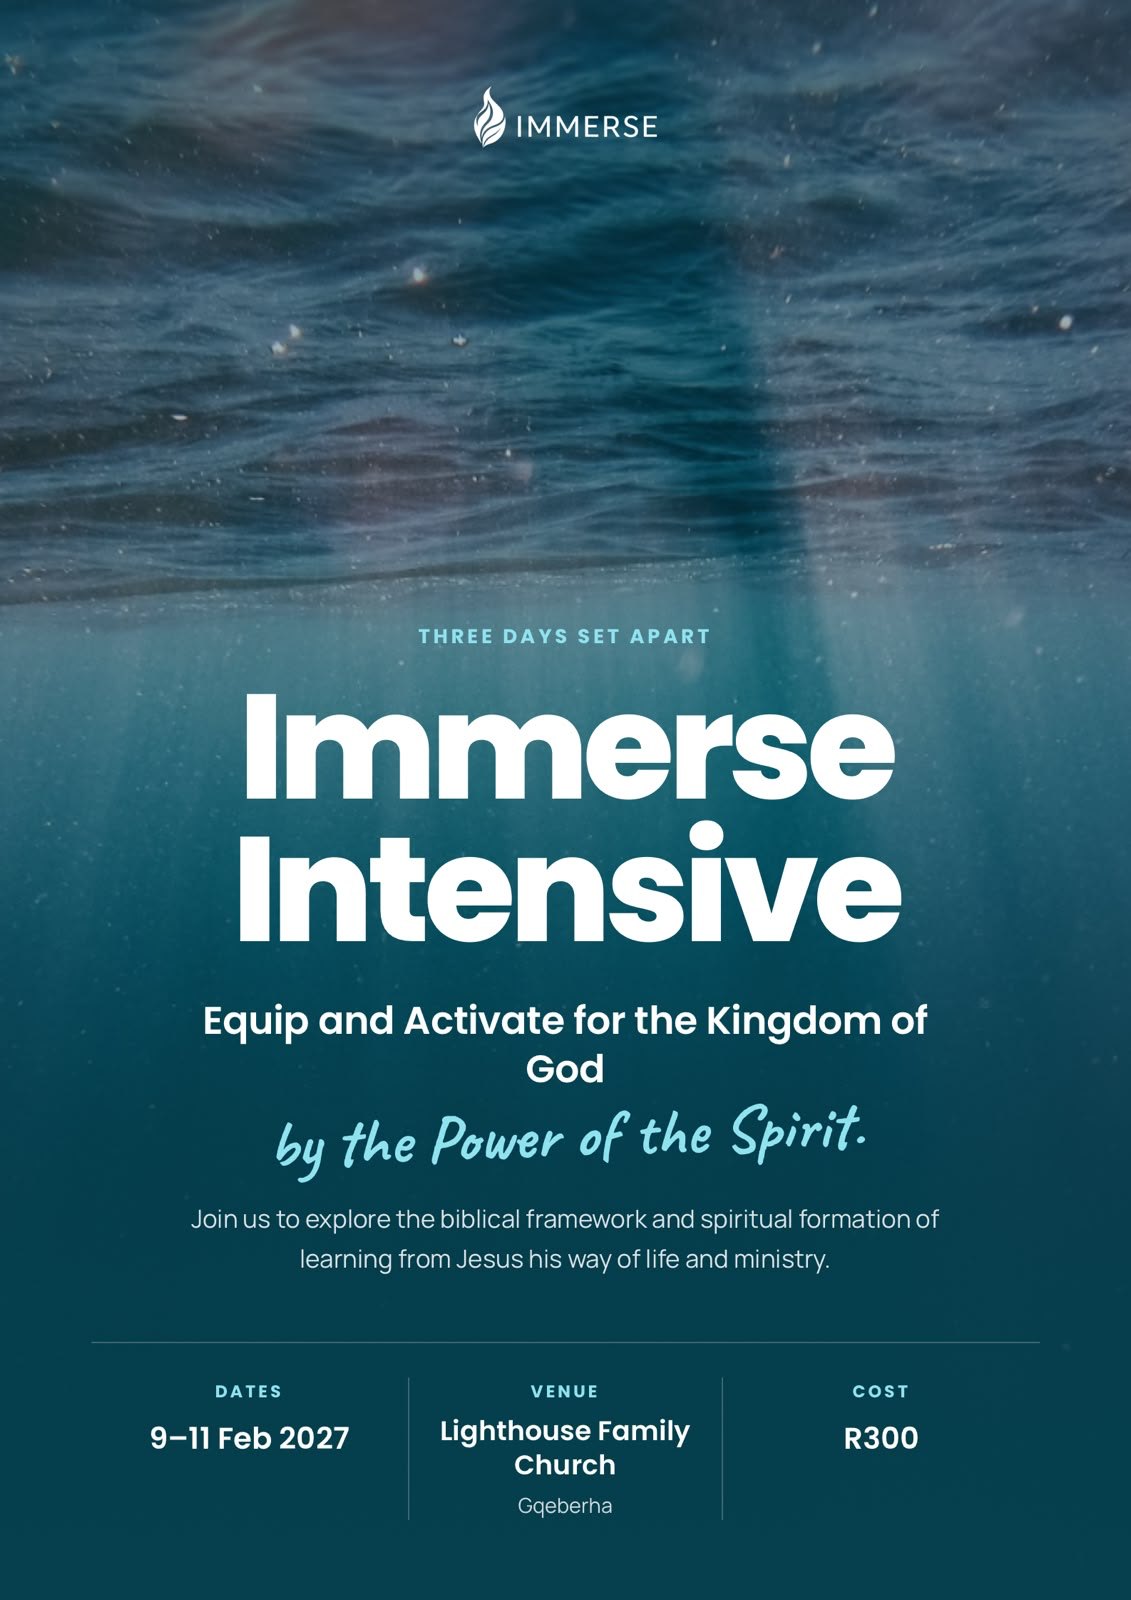 IMMERSE
THREE DAYS SET APART
Immerse
Intensive
Equip and Activate for the Kingdom of
God
by the Power of the Spirit.
Join us to explore the biblical framework and spiritual formation of
learning from Jesus his way of life and ministry.
DATES
9–11 Feb 2027
VENUE
Lighthouse Family
Church
Gqeberha
COST
R300